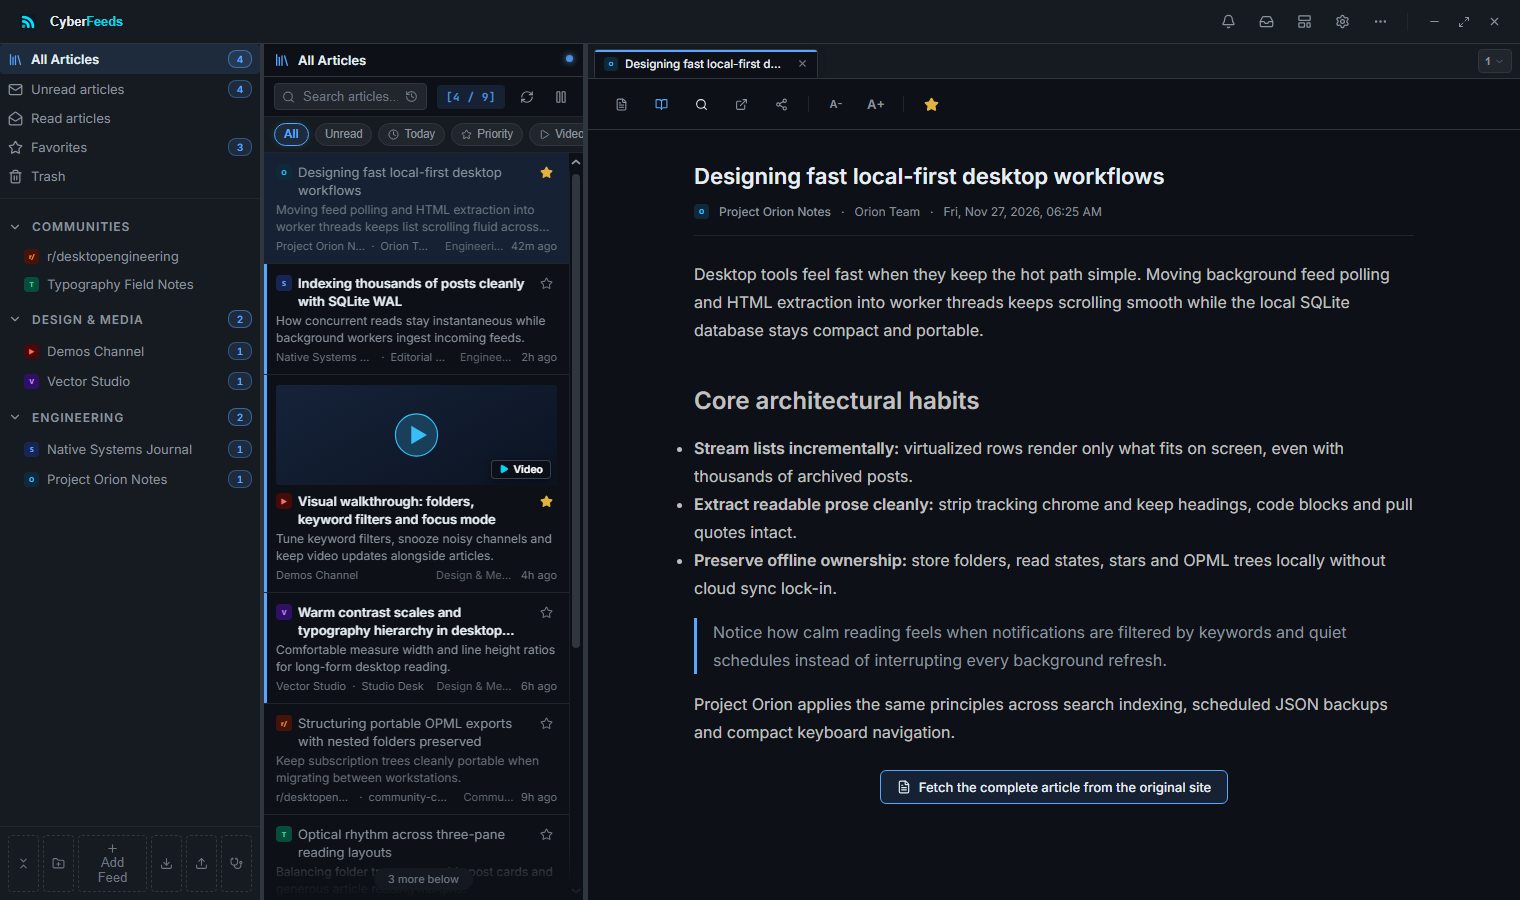 CyberFeeds
All Articles 4
Unread articles 4
Read articles
Favorites 3
Trash
COMMUNITIES
r/ r/desktopengineering
T Typography Field Notes
DESIGN & MEDIA 2
Demos Channel 1
V Vector Studio 1
ENGINEERING 2
S Native Systems Journal 1
O Project Orion Notes 1
+ Add
Feed
All Articles
Search articles... [4 / 9]
All Unread Today Priority Video
O Designing fast local-first desktop
workflows
Moving feed polling and HTML extraction into
worker threads keeps list scrolling fluid across...
Project Orion N... · Orion T... Engineeri... 42m ago
S Indexing thousands of posts cleanly
with SQLite WAL
How concurrent reads stay instantaneous while
background workers ingest incoming feeds.
Native Systems ... · Editorial ... Enginee... 2h ago
Video
Visual walkthrough: folders,
keyword filters and focus mode
Tune keyword filters, snooze noisy channels and
keep video updates alongside articles.
Demos Channel Design & Me... 4h ago
V Warm contrast scales and
typography hierarchy in desktop...
Comfortable measure width and line height ratios
for long-form desktop reading.
Vector Studio · Studio Desk Design & Me... 6h ago
r/ Structuring portable OPML exports
with nested folders preserved
Keep subscription trees cleanly portable when
migrating between workstations.
r/desktopen... · community-c... Commu... 9h ago
T Optical rhythm across three-pane
reading layouts
Balancing folder post cards and
generous article
3 more below
O Designing fast local-first d... 1
A- A+
Designing fast local-first desktop workflows
O Project Orion Notes · Orion Team · Fri, Nov 27, 2026, 06:25 AM
Desktop tools feel fast when they keep the hot path simple. Moving background feed polling
and HTML extraction into worker threads keeps scrolling smooth while the local SQLite
database stays compact and portable.
Core architectural habits
• Stream lists incrementally: virtualized rows render only what fits on screen, even with
thousands of archived posts.
• Extract readable prose cleanly: strip tracking chrome and keep headings, code blocks and pull
quotes intact.
• Preserve offline ownership: store folders, read states, stars and OPML trees locally without
cloud sync lock-in.
Notice how calm reading feels when notifications are filtered by keywords and quiet
schedules instead of interrupting every background refresh.
Project Orion applies the same principles across search indexing, scheduled JSON backups
and compact keyboard navigation.
Fetch the complete article from the original site